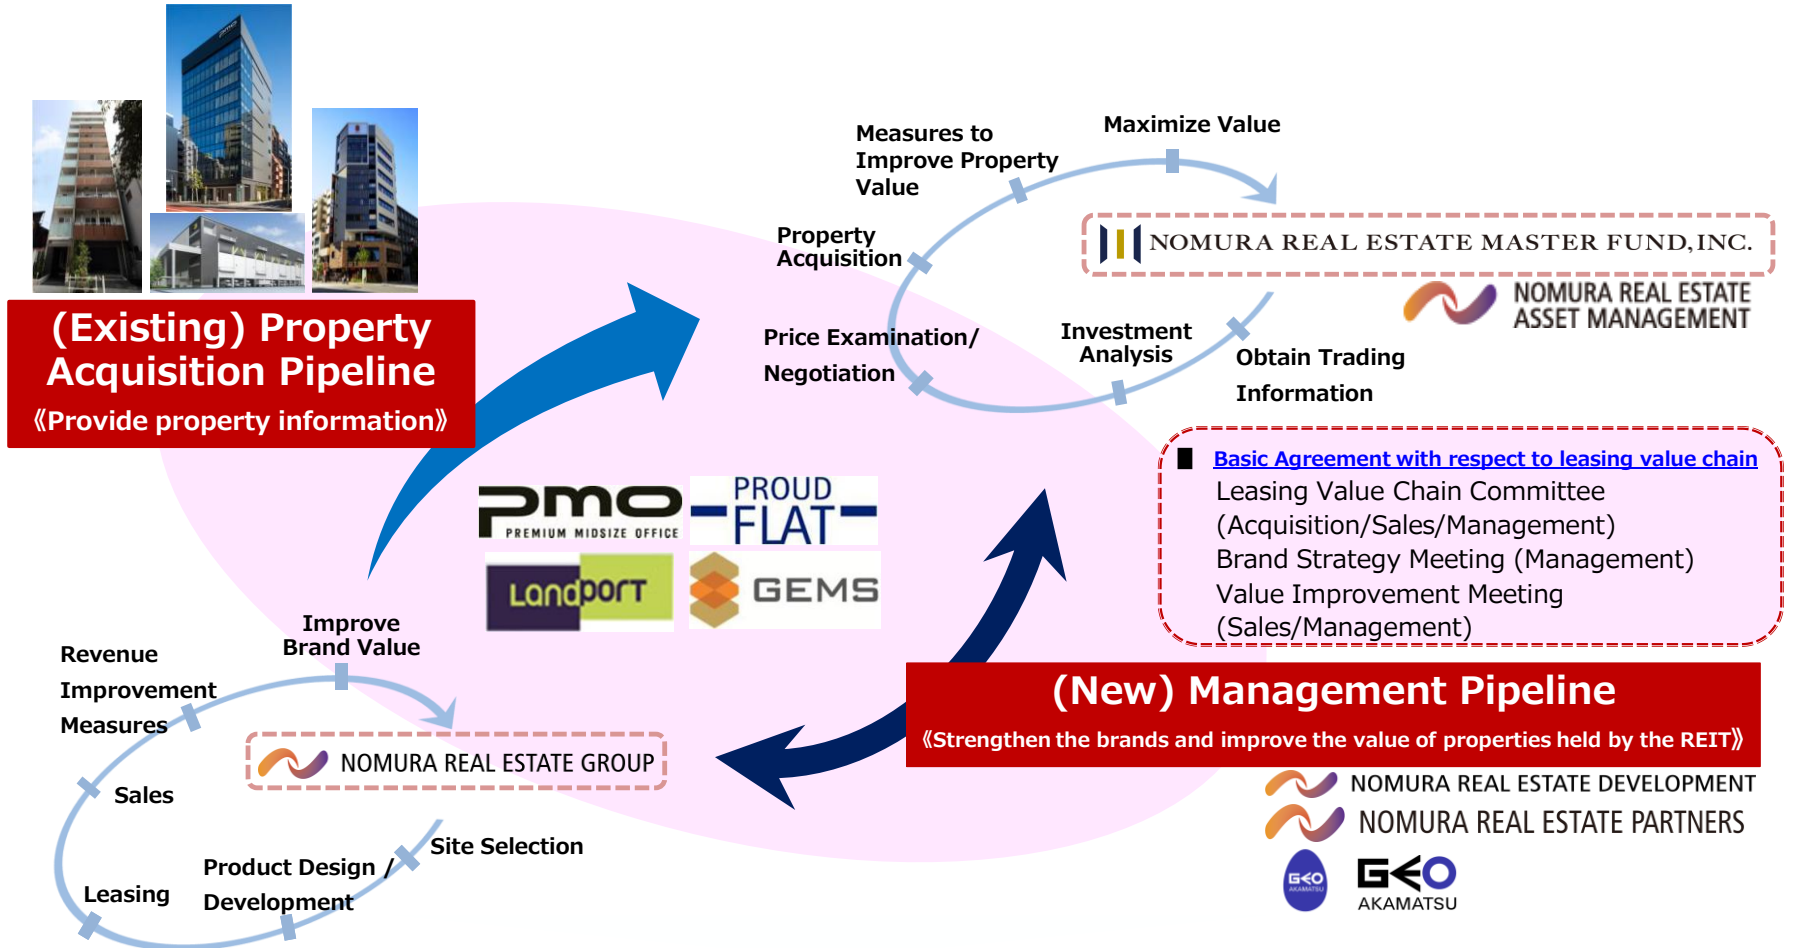 pmo
(Existing) Property
Acquisition Pipeline
《Provide property information》
Measures to
Improve Property
Value
Maximize Value
Property
Acquisition
Price Examination/
Negotiation
Investment
Analysis
Obtain Trading
Information
NOMURA REAL ESTATE MASTER FUND,INC.
NOMURA REAL ESTATE
ASSET MANAGEMENT
■ Basic Agreement with respect to leasing value chain
Leasing Value Chain Committee
(Acquisition/Sales/Management)
Brand Strategy Meeting (Management)
Value Improvement Meeting
(Sales/Management)
pmo
PREMIUM MIDSIZE OFFICE
PROUD
FLAT
Landport
GEMS
(New) Management Pipeline
《Strengthen the brands and improve the value of properties held by the REIT》
NOMURA REAL ESTATE DEVELOPMENT
NOMURA REAL ESTATE PARTNERS
GEO
AKAMATSU
GEO
AKAMATSU
Improve
Brand Value
Revenue
Improvement
Measures
Sales
Leasing
Product Design /
Development
Site Selection
NOMURA REAL ESTATE GROUP